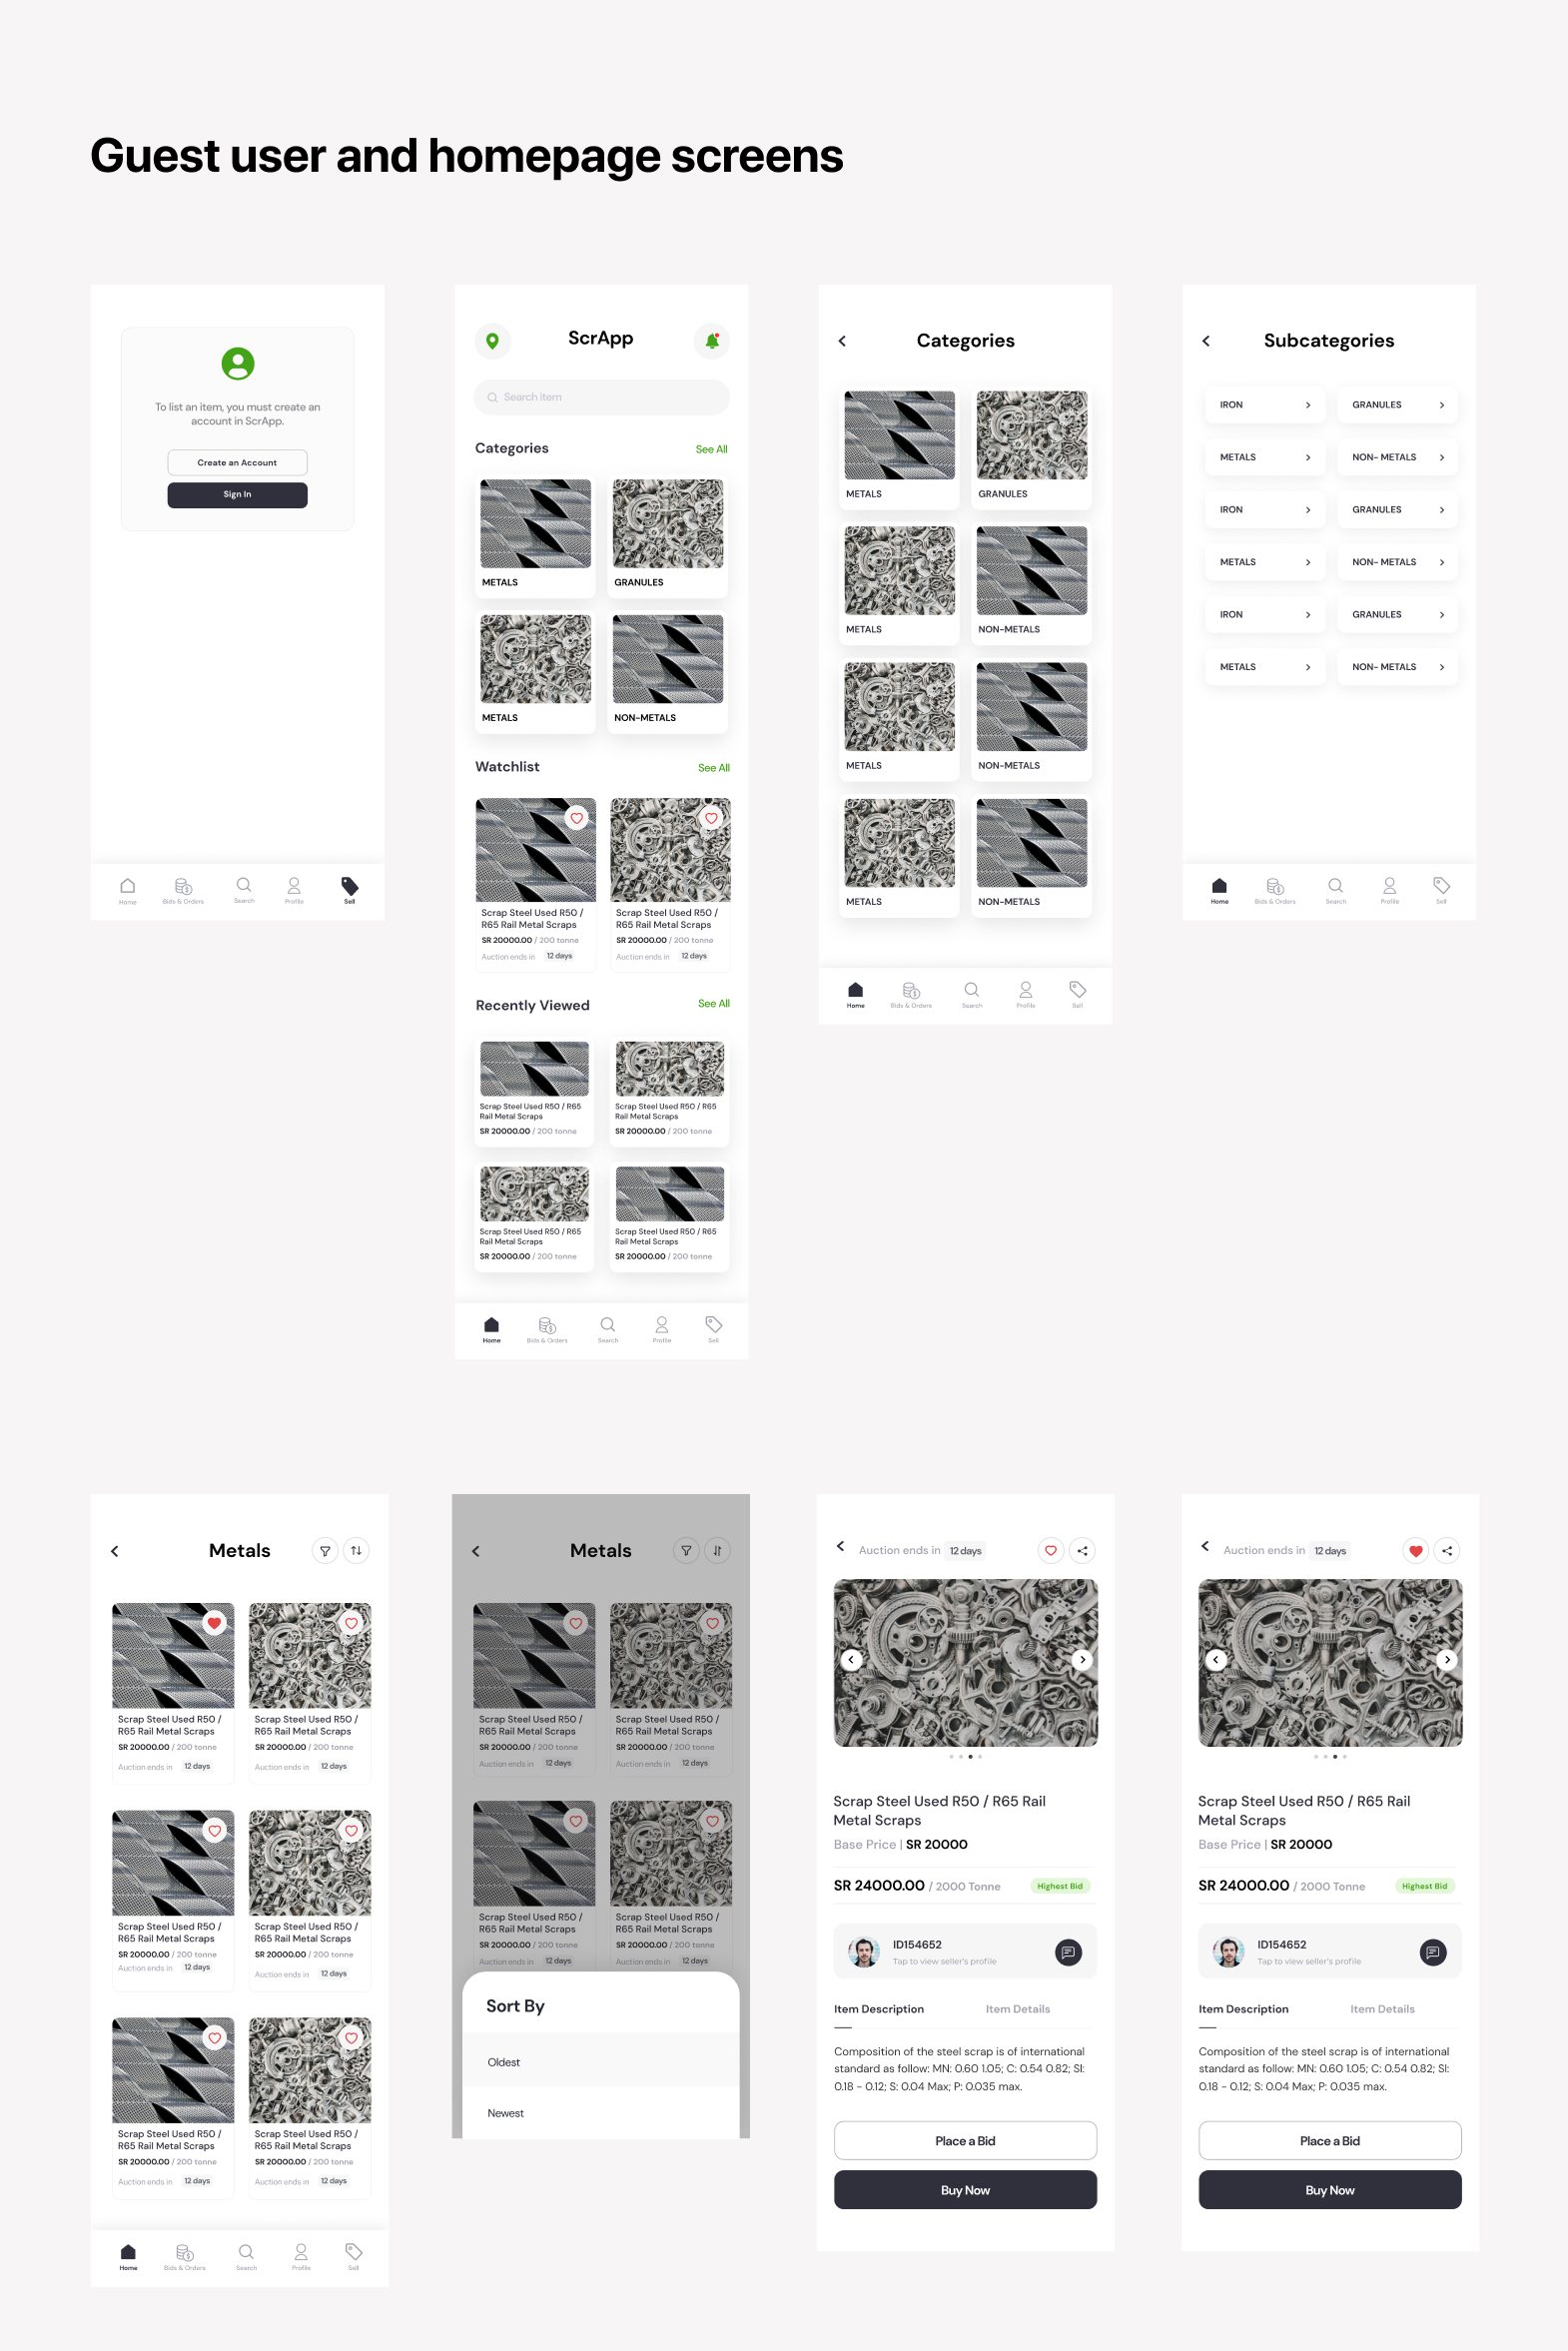 Guest user and homepage screens
To list an item, you must create an
account in ScrApp.
Create an Account
Sign In
Home
Bids & Orders
Search
Profile
Sell
ScrApp
Search item
Categories
See All
METALS
GRANULES
METALS
NON-METALS
Watchlist
See All
Scrap Steel Used R50 /
R65 Rail Metal Scraps
SR 20000.00 / 200 tonne
Auction ends in 12 days
Scrap Steel Used R50 /
R65 Rail Metal Scraps
SR 20000.00 / 200 tonne
Auction ends in 12 days
Recently Viewed
See All
Scrap Steel Used R50 / R65
Rail Metal Scraps
SR 20000.00 / 200 tonne
Scrap Steel Used R50 / R65
Rail Metal Scraps
SR 20000.00 / 200 tonne
Scrap Steel Used R50 / R65
Rail Metal Scraps
SR 20000.00 / 200 tonne
Scrap Steel Used R50 / R65
Rail Metal Scraps
SR 20000.00 / 200 tonne
Home
Bids & Orders
Search
Profile
Sell
Categories
METALS
GRANULES
METALS
NON-METALS
METALS
NON-METALS
METALS
NON-METALS
Home
Bids & Orders
Search
Profile
Sell
Subcategories
IRON
GRANULES
METALS
NON- METALS
IRON
GRANULES
METALS
NON- METALS
IRON
GRANULES
METALS
NON- METALS
Home
Bids & Orders
Search
Profile
Sell
Metals
Scrap Steel Used R50 /
R65 Rail Metal Scraps
SR 20000.00 / 200 tonne
Auction ends in 12 days
Scrap Steel Used R50 /
R65 Rail Metal Scraps
SR 20000.00 / 200 tonne
Auction ends in 12 days
Scrap Steel Used R50 /
R65 Rail Metal Scraps
SR 20000.00 / 200 tonne
Auction ends in 12 days
Scrap Steel Used R50 /
R65 Rail Metal Scraps
SR 20000.00 / 200 tonne
Auction ends in 12 days
Scrap Steel Used R50 /
R65 Rail Metal Scraps
SR 20000.00 / 200 tonne
Auction ends in 12 days
Scrap Steel Used R50 /
R65 Rail Metal Scraps
SR 20000.00 / 200 tonne
Auction ends in 12 days
Home
Bids & Orders
Search
Profile
Sell
Metals
Scrap Steel Used R50 /
R65 Rail Metal Scraps
SR 20000.00 / 200 tonne
Auction ends in 12 days
Scrap Steel Used R50 /
R65 Rail Metal Scraps
SR 20000.00 / 200 tonne
Auction ends in 12 days
Scrap Steel Used R50 /
R65 Rail Metal Scraps
SR 20000.00 / 200 tonne
Auction ends in 12 days
Scrap Steel Used R50 /
R65 Rail Metal Scraps
SR 20000.00 / 200 tonne
Auction ends in 12 days
Sort By
Oldest
Newest
Auction ends in 12 days
Scrap Steel Used R50 / R65 Rail
Metal Scraps
Base Price | SR 20000
SR 24000.00 / 2000 Tonne
Highest Bid
ID154652
Tap to view seller's profile
Item Description
Item Details
Composition of the steel scrap is of international
standard as follow: MN: 0.60 1.05; C: 0.54 0.82; SI:
0.18 - 0.12; S: 0.04 Max; P: 0.035 max.
Place a Bid
Buy Now
Auction ends in 12 days
Scrap Steel Used R50 / R65 Rail
Metal Scraps
Base Price | SR 20000
SR 24000.00 / 2000 Tonne
Highest Bid
ID154652
Tap to view seller's profile
Item Description
Item Details
Composition of the steel scrap is of international
standard as follow: MN: 0.60 1.05; C: 0.54 0.82; SI:
0.18 - 0.12; S: 0.04 Max; P: 0.035 max.
Place a Bid
Buy Now